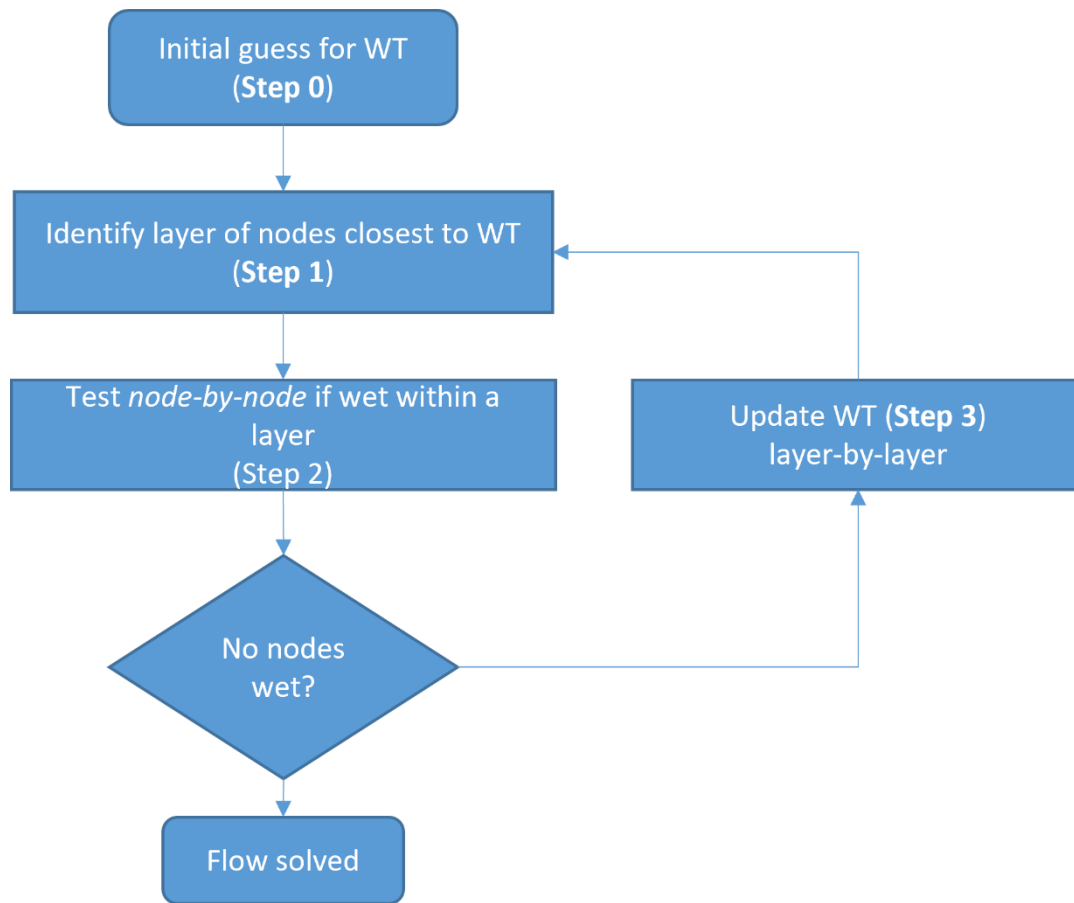 Initial guess for WT
(Step 0)
Identify layer of nodes closest to WT
(Step 1)
Test node-by-node if wet within a
layer
(Step 2)
Update WT (Step 3)
layer-by-layer
No nodes
wet?
Flow solved